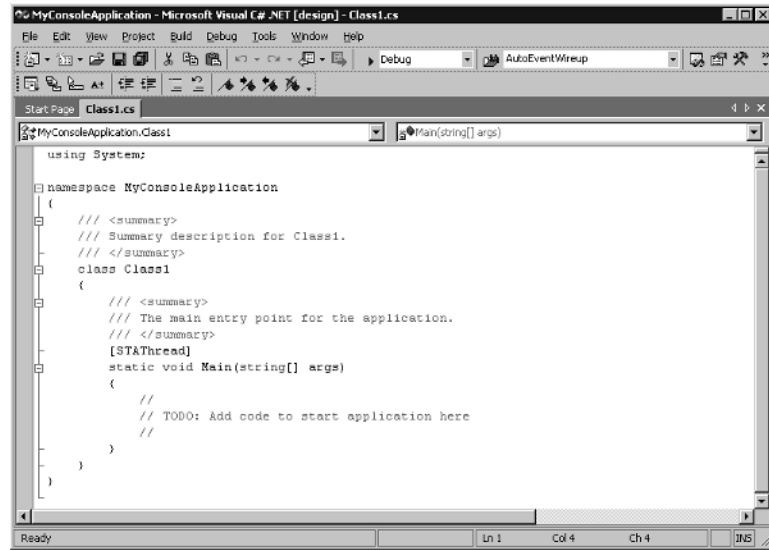 MyConsoleApplication - Microsoft Visual C# .NET [design] - Class1.cs
File Edit View Project Build Debug Tools Window Help
Debug AutoEventWireup
Start Page Class1.cs
MyConsoleApplication.Class1 Main(string[] args)
using System;
namespace MyConsoleApplication
{
/// <summary>
/// Summary description for Class1.
/// </summary>
class Class1
{
/// <summary>
/// The main entry point for the application.
/// </summary>
[STAThread]
static void Main(string[] args)
{
//
// TODO: Add code to start application here
//
}
}
}
Ready Ln 1 Col 4 Ch 4 INS